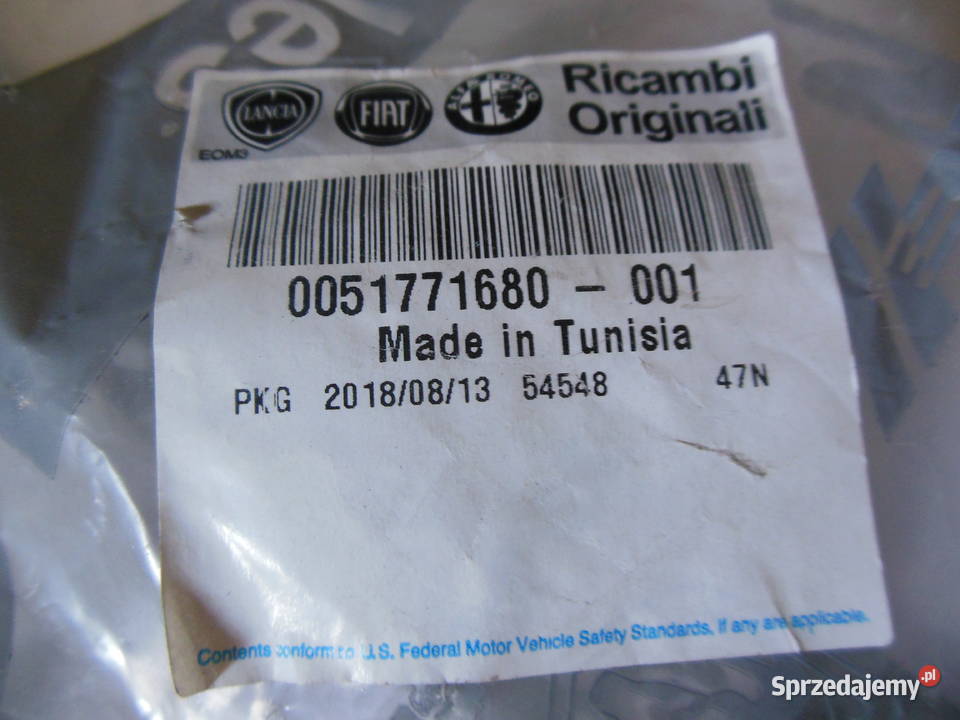 LANCIA FIAT ALFA ROMEO Ricambi
Originali
EOM3
0051771680 - 001
Made in Tunisia
PKG 2018/08/13 54548 47N
Contents conform to U.S. Federal Motor Vehicle Safety Standards, if any are applicable.
Sprzedajemy.pl